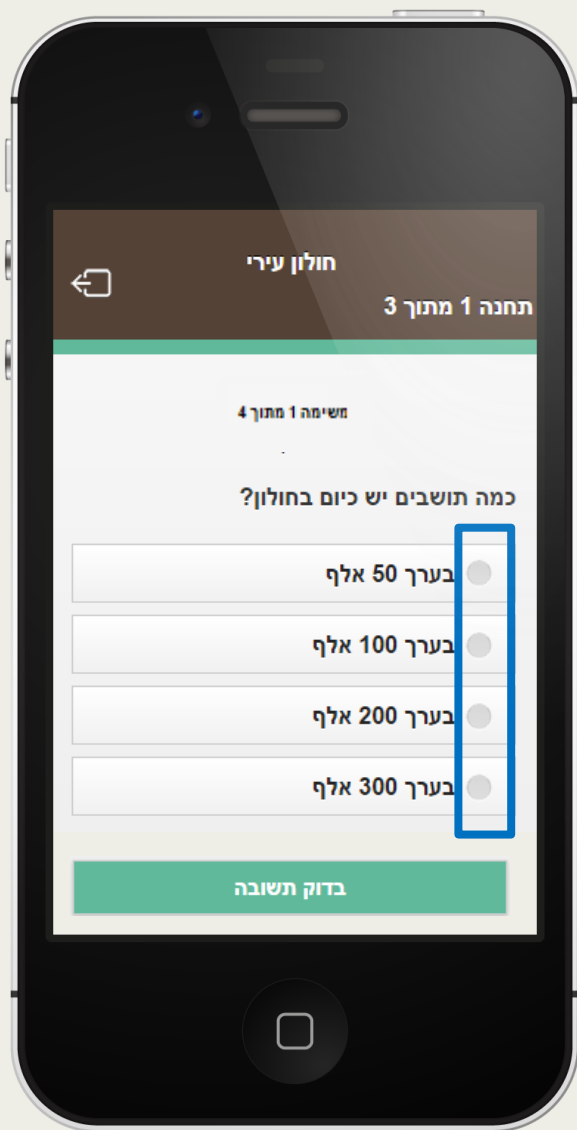 חולון עירי
תחנה 1 מתוך 3
משימה 1 מתוך 4
כמה תושבים יש כיום בחולון?
בערך 50 אלף
בערך 100 אלף
בערך 200 אלף
בערך 300 אלף
בדוק תשובה